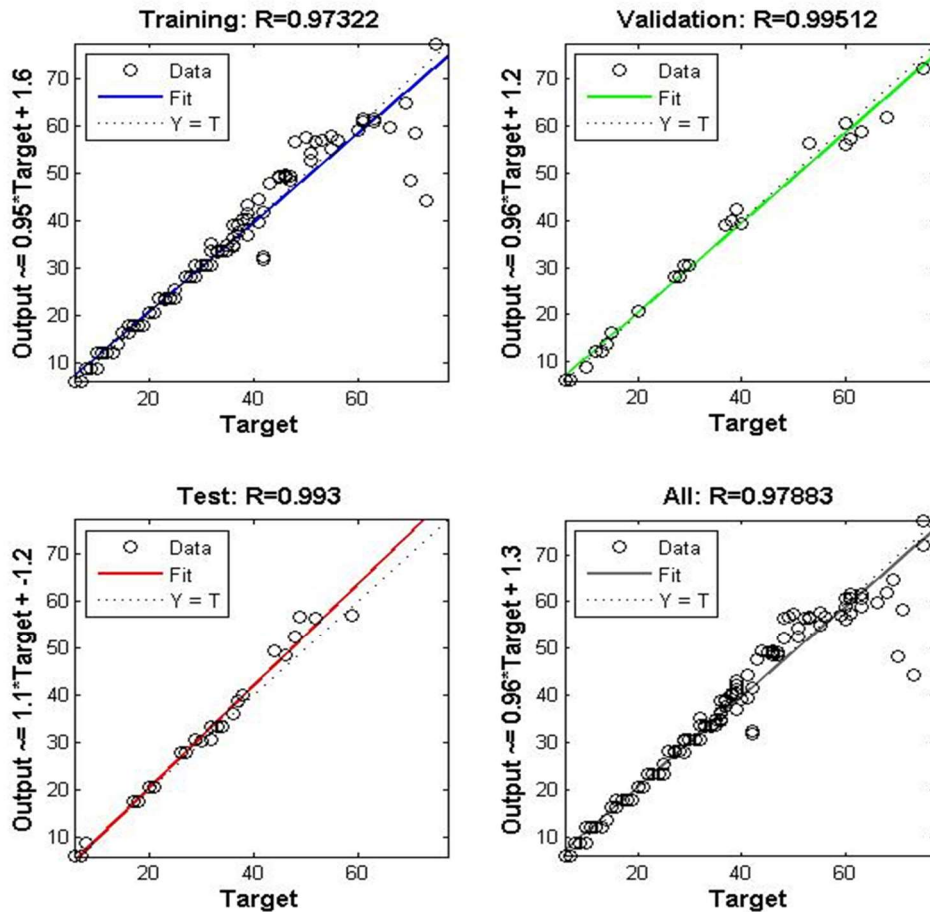 Training: R=0.97322
Output ~= 0.95*Target + 1.6
70
60
50
40
30
20
10
Data
Fit
Y = T
20
40
60
Target
Validation: R=0.99512
Output ~= 0.96*Target + 1.2
70
60
50
40
30
20
10
Data
Fit
Y = T
20
40
60
Target
Test: R=0.993
Output ~= 1.1*Target + -1.2
70
60
50
40
30
20
10
Data
Fit
Y = T
20
40
60
Target
All: R=0.97883
Output ~= 0.96*Target + 1.3
70
60
50
40
30
20
10
Data
Fit
Y = T
20
40
60
Target